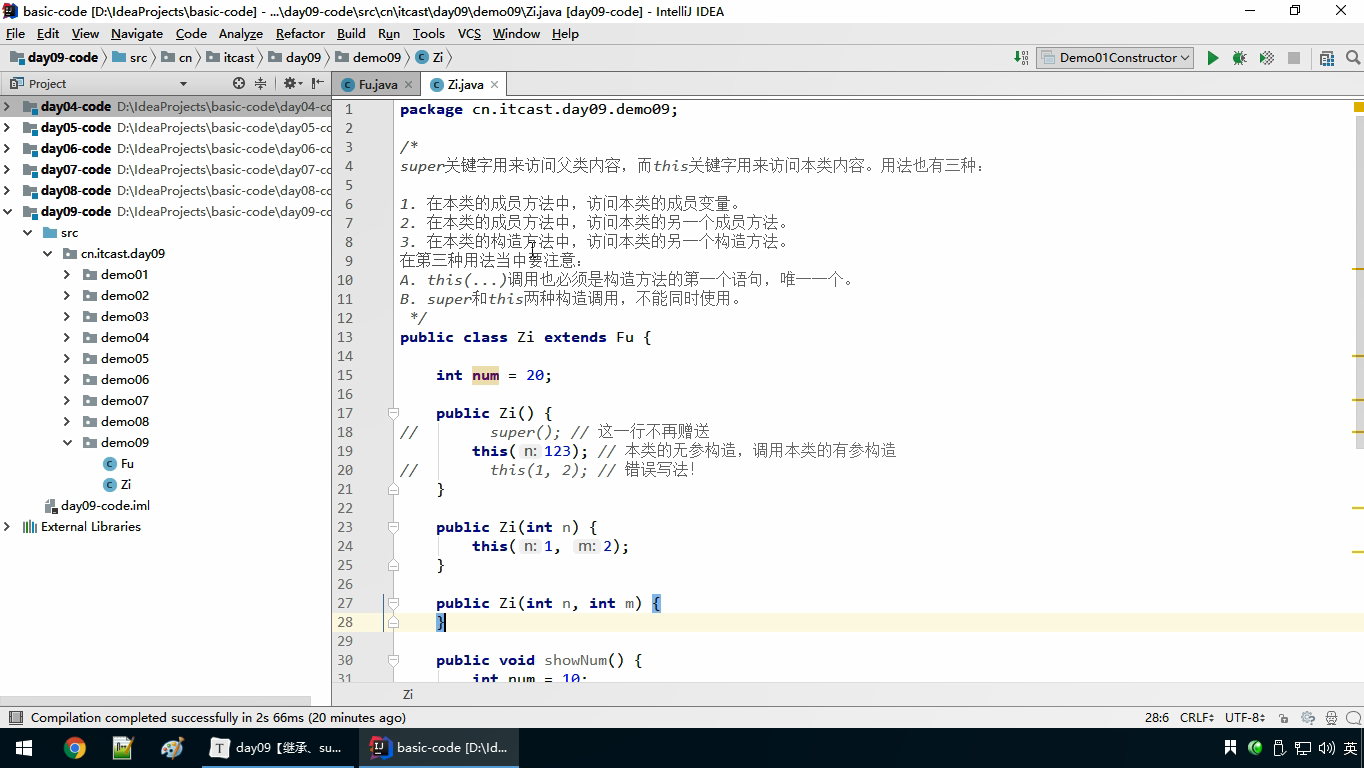 basic-code [D:\IdeaProjects\basic-code] - ...\day09-code\src\cn\itcast\day09\demo09\Zi.java [day09-code] - IntelliJ IDEA
File Edit View Navigate Code Analyze Refactor Build Run Tools VCS Window Help
day09-code src cn itcast day09 demo09 Zi Demo01Constructor
Project
Fu.java Zi.java
day04-code D:\IdeaProjects\basic-code\day04-cc
day05-code D:\IdeaProjects\basic-code\day05-cc
day06-code D:\IdeaProjects\basic-code\day06-cc
day07-code D:\IdeaProjects\basic-code\day07-cc
day08-code D:\IdeaProjects\basic-code\day08-cc
day09-code D:\IdeaProjects\basic-code\day09-cc
src
cn.itcast.day09
demo01
demo02
demo03
demo04
demo05
demo06
demo07
demo08
demo09
Fu
Zi
day09-code.iml
External Libraries
1 package cn.itcast.day09.demo09;
2
3 /*
4 super关键字用来访问父类内容，而this关键字用来访问本类内容。用法也有三种：
5
6 1. 在本类的成员方法中，访问本类的成员变量。
7 2. 在本类的成员方法中，访问本类的另一个成员方法。
8 3. 在本类的构造方法中，访问本类的另一个构造方法。
9 在第三种用法当中要注意：
10 A. this(...)调用也必须是构造方法的第一个语句，唯一一个。
11 B. super和this两种构造调用，不能同时使用。
12 */
13 public class Zi extends Fu {
14
15 int num = 20;
16
17 public Zi() {
18 // super(); // 这一行不再赠送
19 this( n: 123); // 本类的无参构造，调用本类的有参构造
20 // this(1, 2); // 错误写法！
21 }
22
23 public Zi(int n) {
24 this( n: 1, m: 2);
25 }
26
27 public Zi(int n, int m) {
28 }
29
30 public void showNum() {
31 int num = 10;
Zi
Compilation completed successfully in 2s 66ms (20 minutes ago) 28:6 CRLF UTF-8
day09【继承、su... basic-code [D:\Id... 英